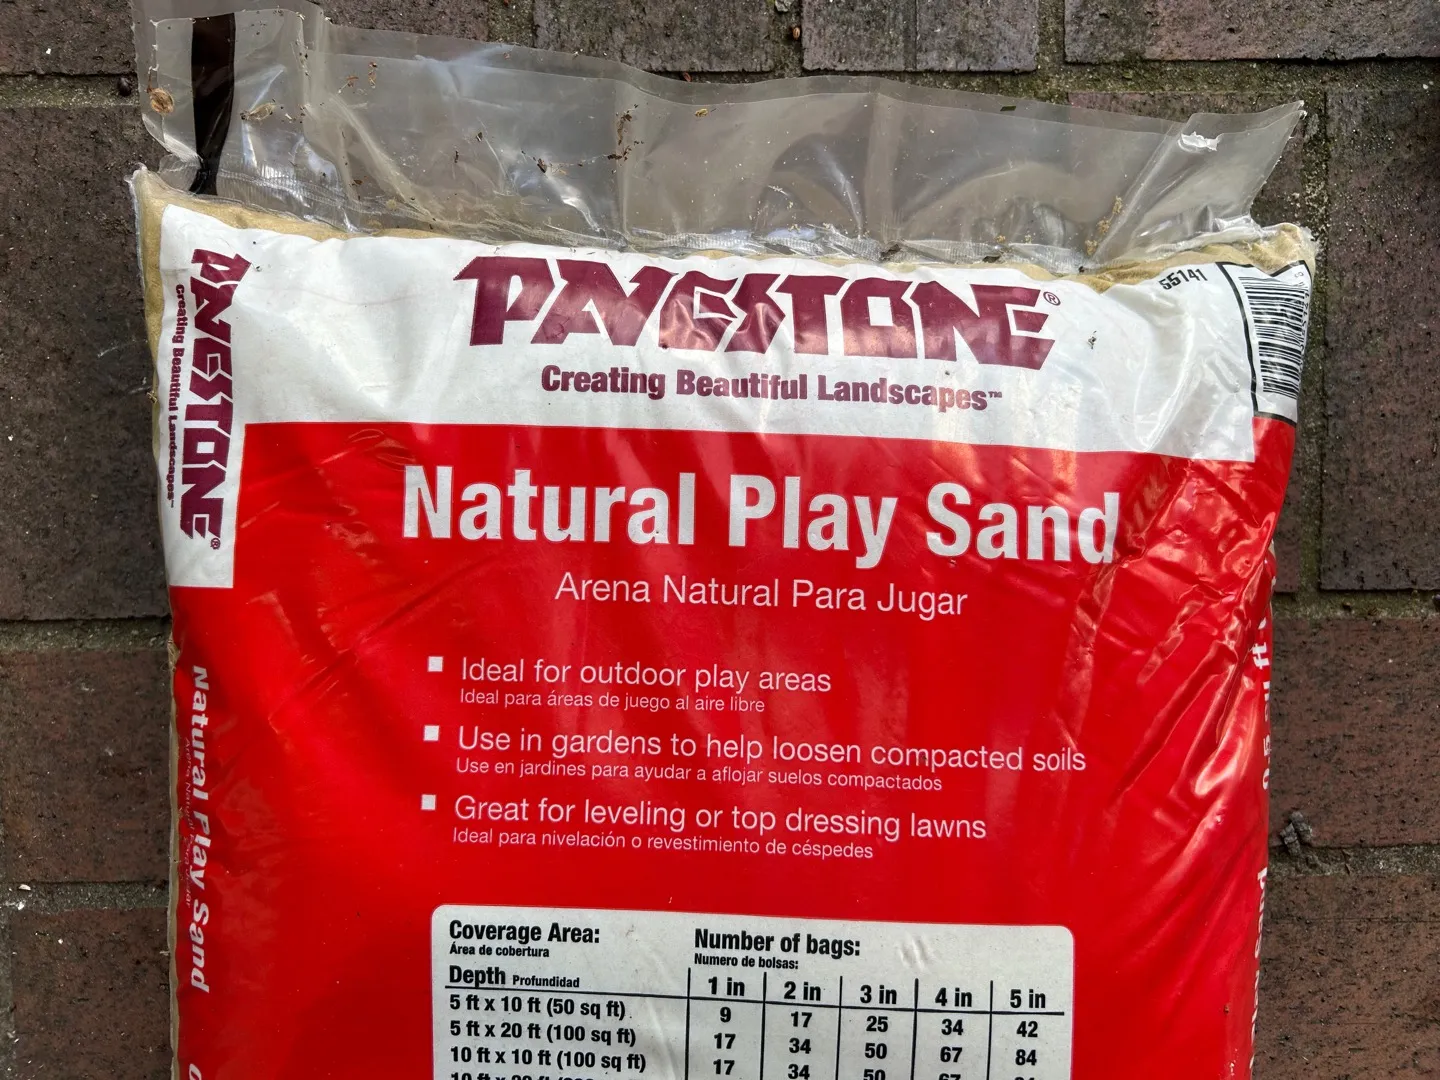 PAVESTONE®
Creating Beautiful Landscapes™
55141
PAVESTONE®
Creating Beautiful Landscapes™
Natural Play Sand
Arena Natural Para Jugar
Ideal for outdoor play areas
Ideal para áreas de juego al aire libre
Use in gardens to help loosen compacted soils
Use en jardines para ayudar a aflojar suelos compactados
Great for leveling or top dressing lawns
Ideal para nivelación o revestimiento de céspedes
Natural Play Sand
Coverage Area: Number of bags:
Área de cobertura Numero de bolsas:
Depth Profundidad 1 in 2 in 3 in 4 in 5 in
5 ft x 10 ft (50 sq ft) 9 17 25 34 42
5 ft x 20 ft (100 sq ft) 17 34 50 67 84
10 ft x 10 ft (100 sq ft) 17 34 50 67